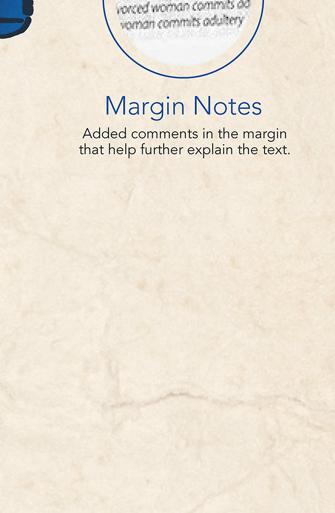 vorced woman commits ad
woman commits adultery
Margin Notes
Added comments in the margin
that help further explain the text.